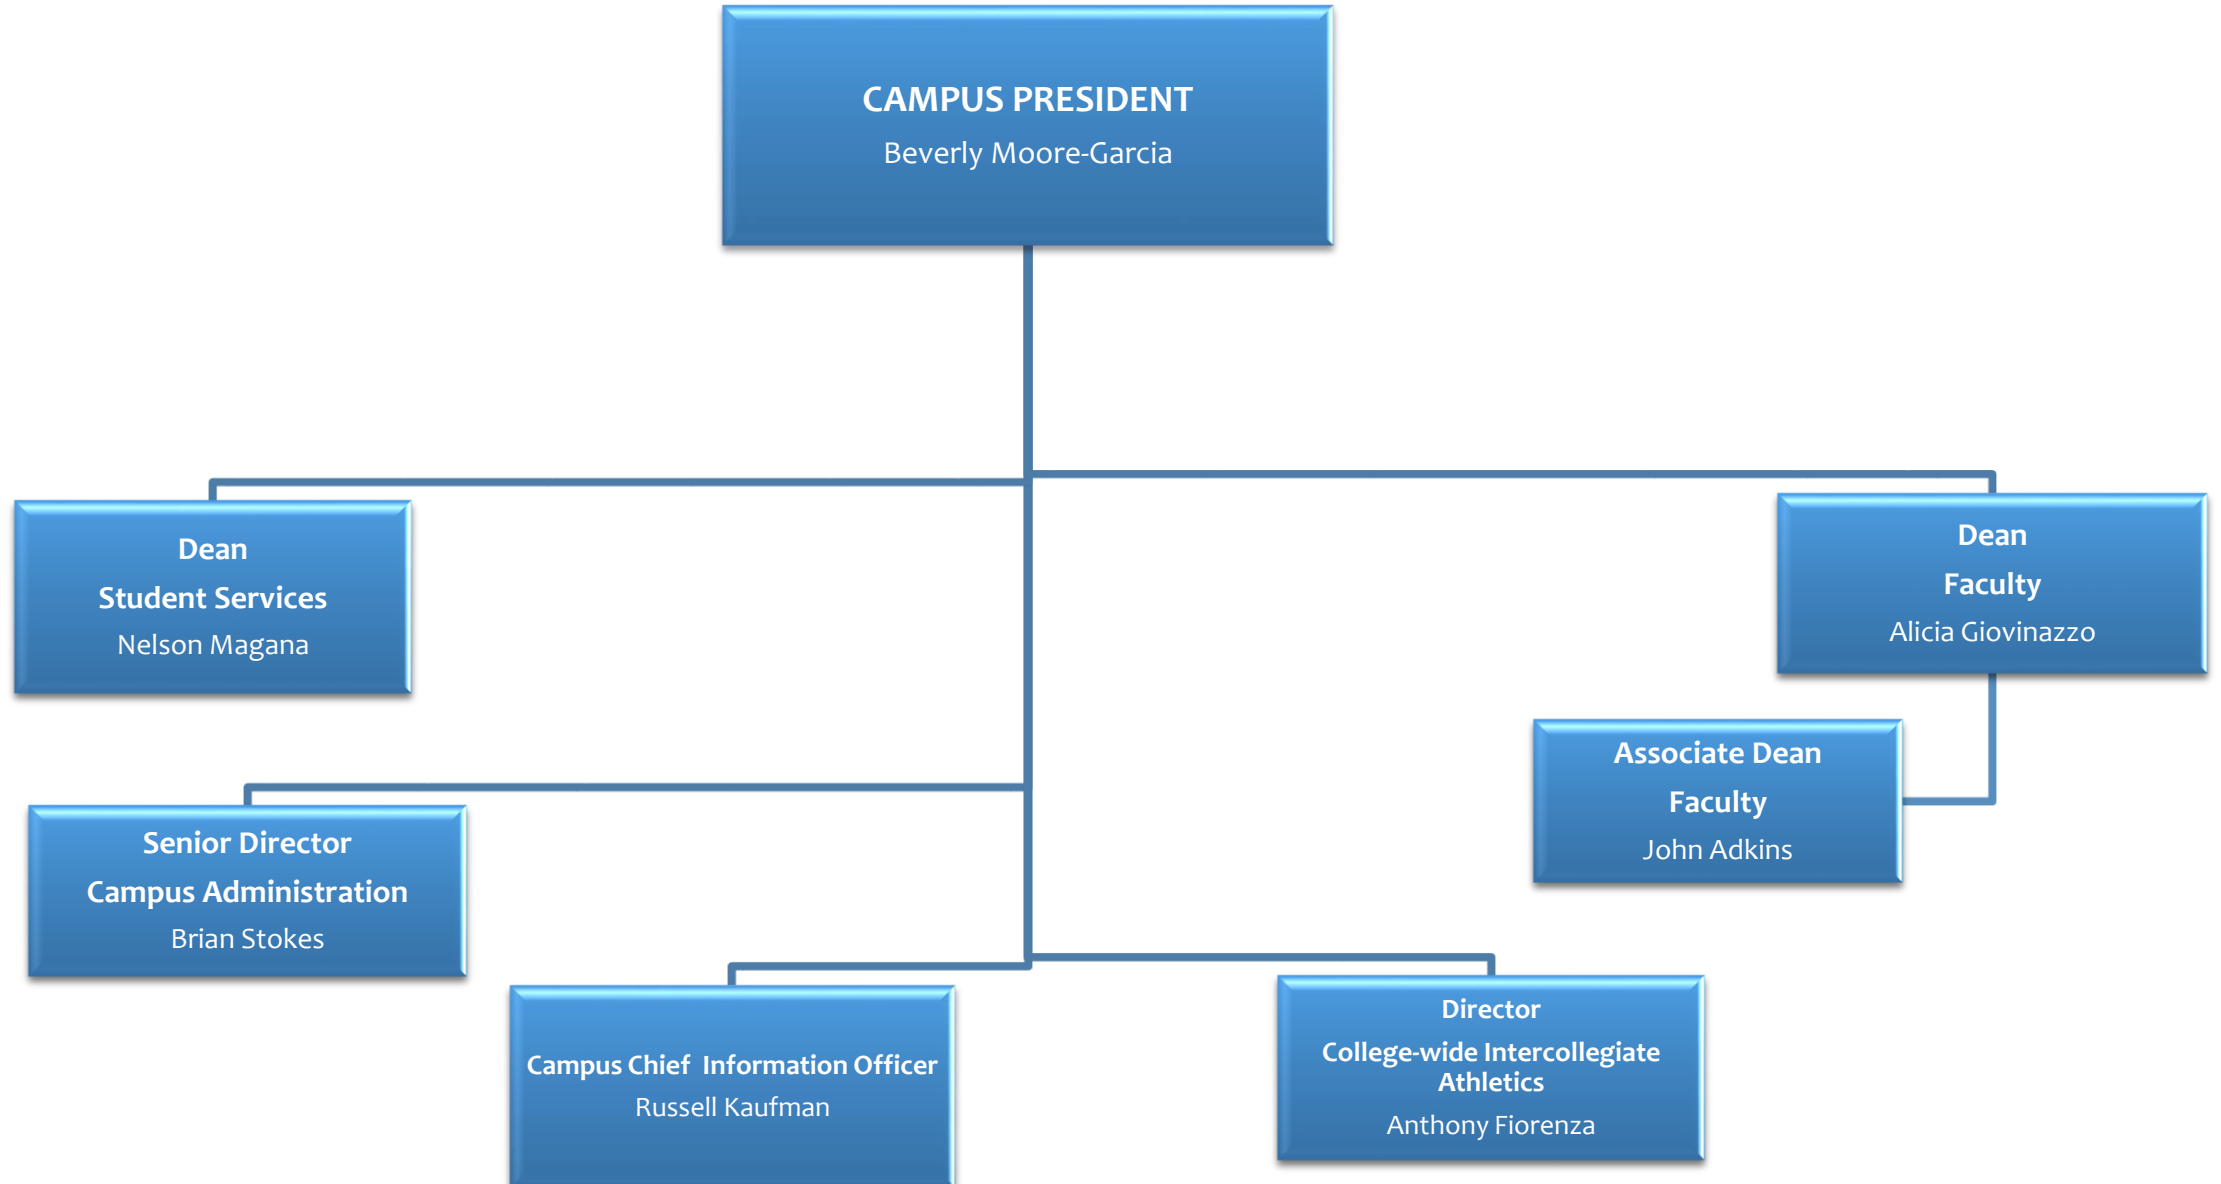 CAMPUS PRESIDENT
Beverly Moore-Garcia
Dean
Student Services
Nelson Magana
Dean
Faculty
Alicia Giovinazzo
Associate Dean
Faculty
John Adkins
Senior Director
Campus Administration
Brian Stokes
Campus Chief  Information Officer
Russell Kaufman
Director
College-wide Intercollegiate
Athletics
Anthony Fiorenza